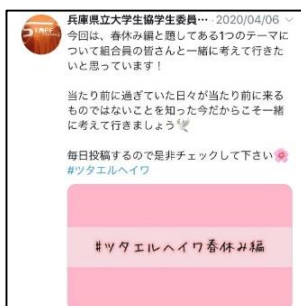 STAFF
兵庫県立大学生協学生委員… · 2020/04/06
今回は、春休み編と題してある1つのテーマに
ついて組合員の皆さんと一緒に考えて行きた
いと思っています！
当たり前に過ぎていた日々が当たり前に来る
ものではないことを知った今だからこそ一緒
に考えて行きましょう🕊
毎日投稿するので是非チェックして下さい🌸
#ツタエルヘイワ
#ツタエルヘイワ春休み編